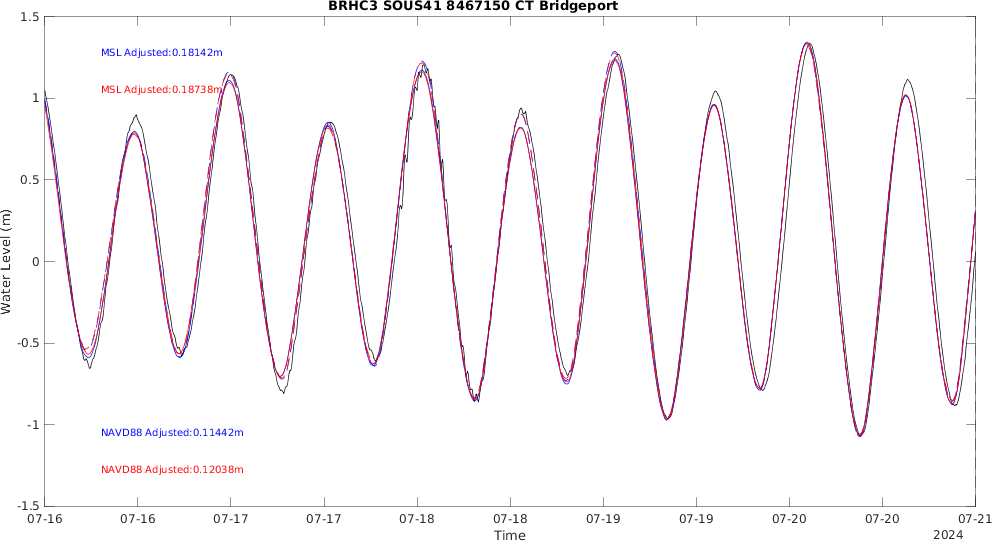 BRHC3 SOUS41 8467150 CT Bridgeport
1.5
MSL Adjusted:0.18142m
MSL Adjusted:0.18738m
1
0.5
Water Level (m)
0
-0.5
-1
NAVD88 Adjusted:0.11442m
NAVD88 Adjusted:0.12038m
-1.5
07-16 07-16 07-17 07-17 07-18 07-18 07-19 07-19 07-20 07-20 07-21
Time
2024